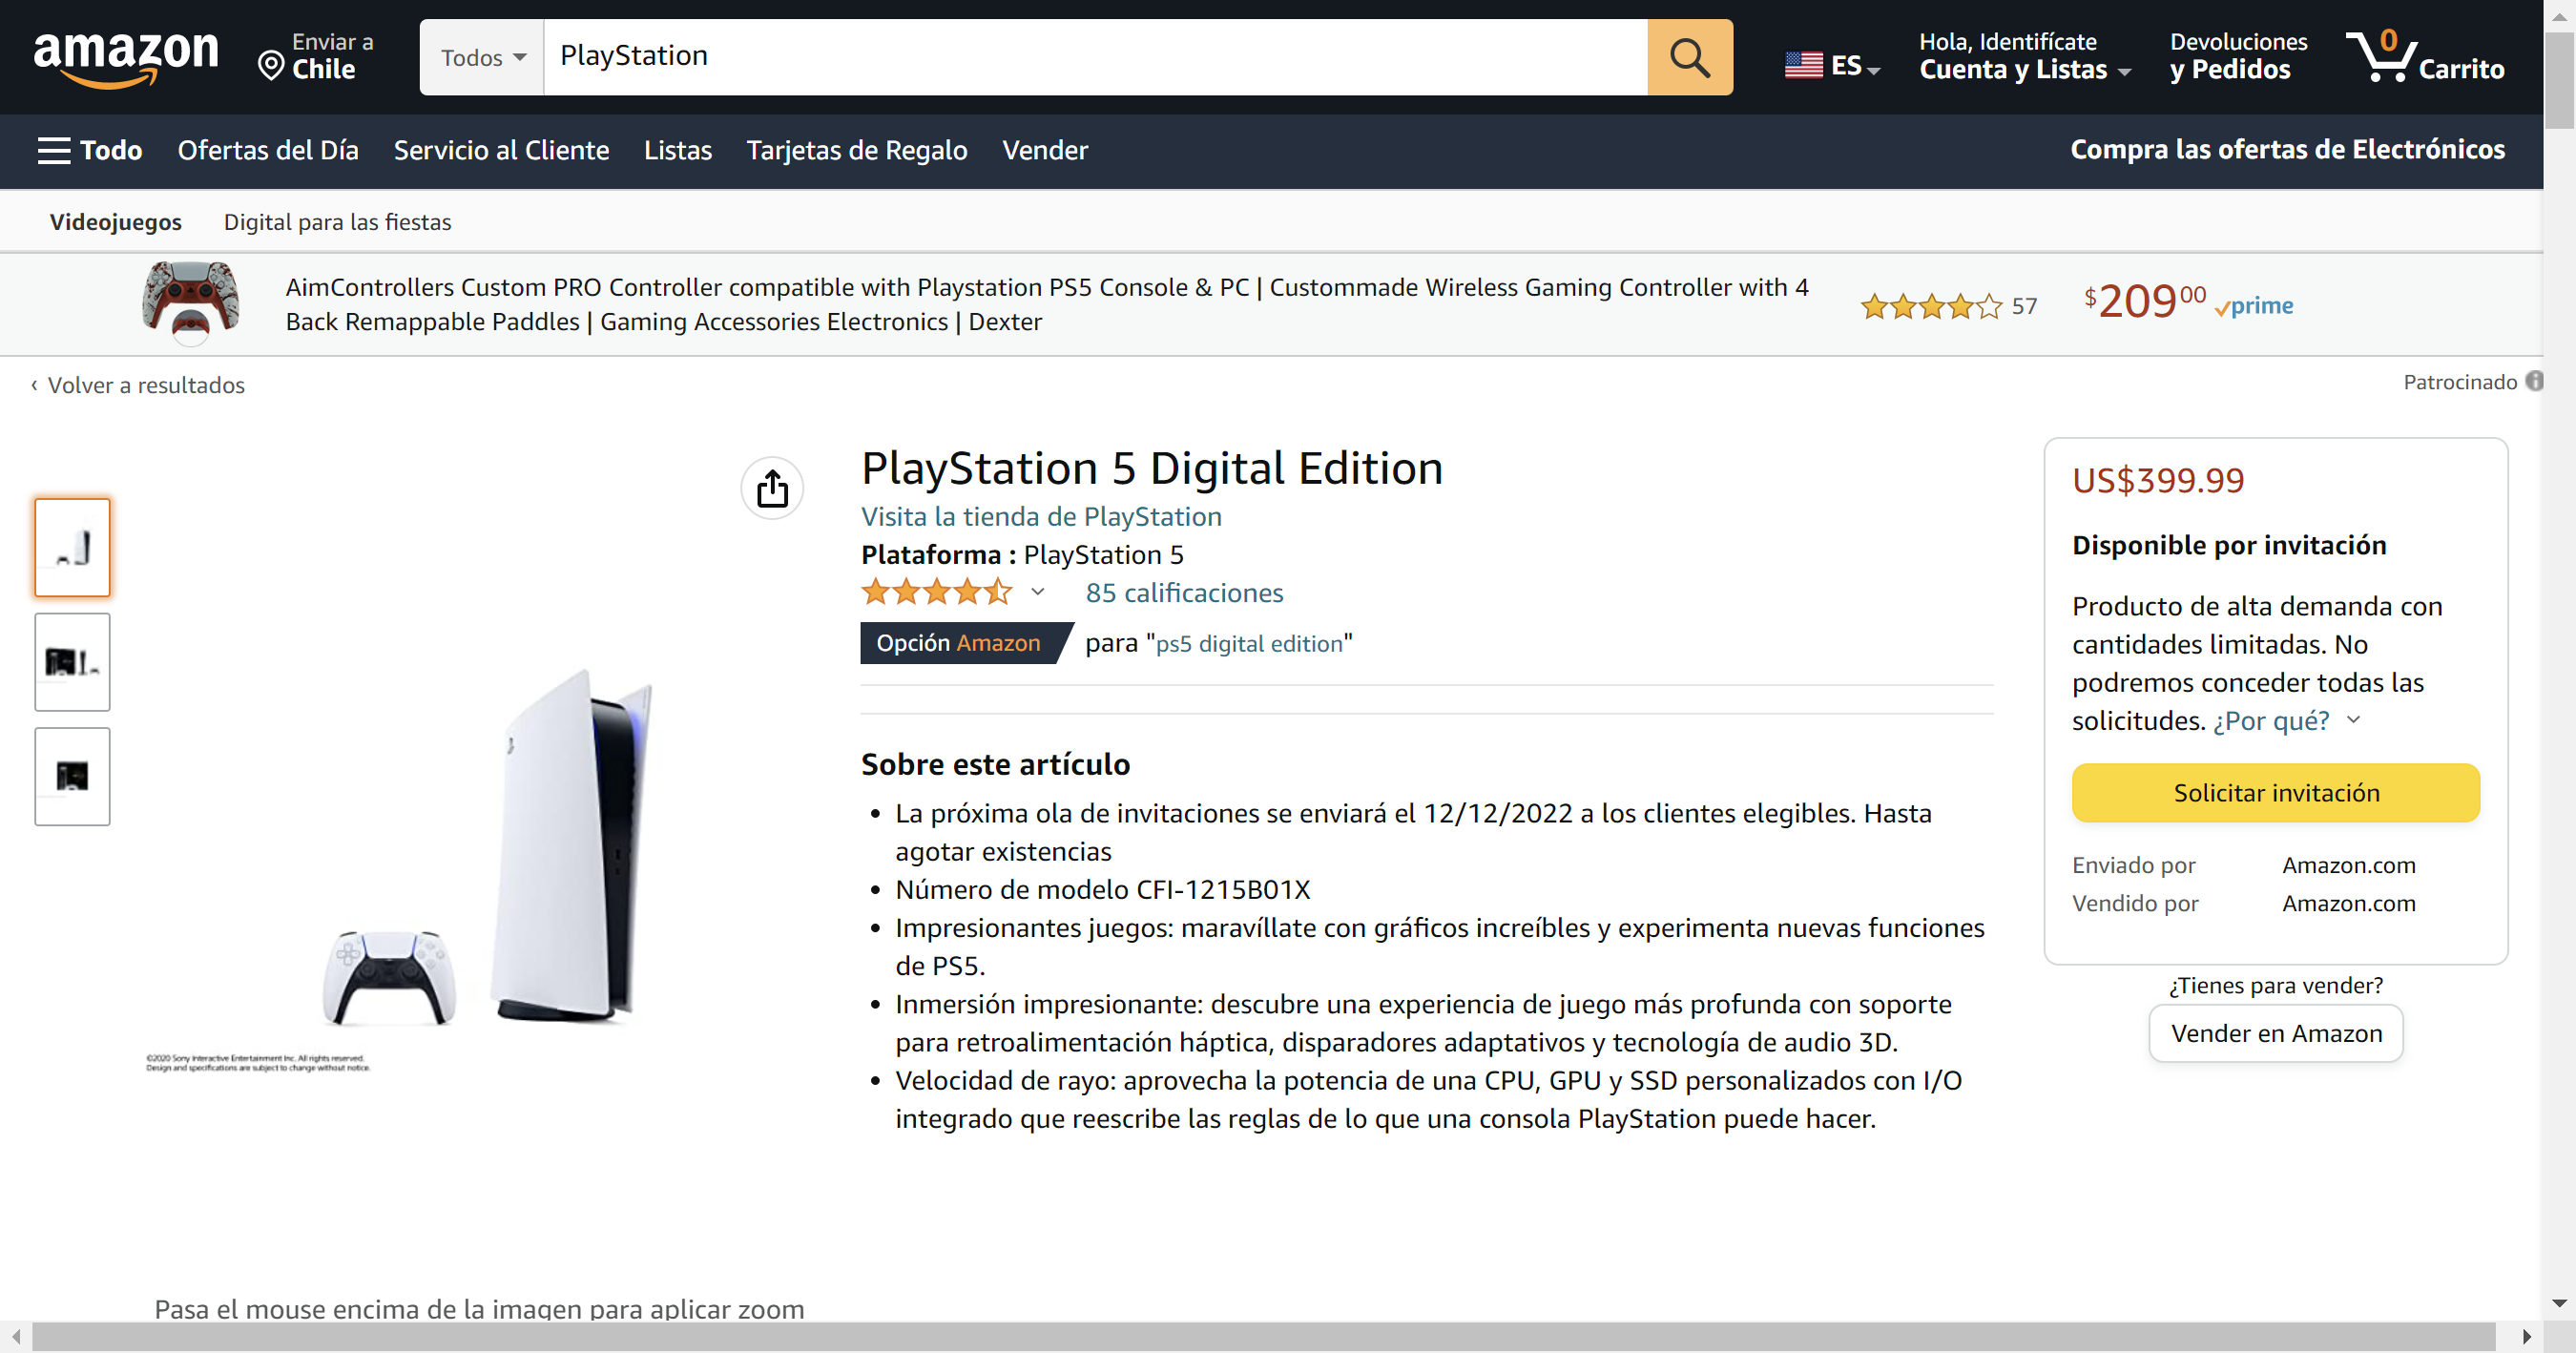 amazon
Enviar a
Chile
Todos
PlayStation
ES
Hola, Identifícate
Cuenta y Listas
Devoluciones
y Pedidos
0
Carrito
Todo
Ofertas del Día
Servicio al Cliente
Listas
Tarjetas de Regalo
Vender
Compra las ofertas de Electrónicos
Videojuegos
Digital para las fiestas
AimControllers Custom PRO Controller compatible with Playstation PS5 Console & PC | Custommade Wireless Gaming Controller with 4
Back Remappable Paddles | Gaming Accessories Electronics | Dexter
57
$20900 prime
‹ Volver a resultados
Patrocinado
PlayStation 5 Digital Edition
Visita la tienda de PlayStation
Plataforma : PlayStation 5
85 calificaciones
Opción Amazon para "ps5 digital edition"
Sobre este artículo
• La próxima ola de invitaciones se enviará el 12/12/2022 a los clientes elegibles. Hasta
agotar existencias
• Número de modelo CFI-1215B01X
• Impresionantes juegos: maravíllate con gráficos increíbles y experimenta nuevas funciones
de PS5.
• Inmersión impresionante: descubre una experiencia de juego más profunda con soporte
para retroalimentación háptica, disparadores adaptativos y tecnología de audio 3D.
• Velocidad de rayo: aprovecha la potencia de una CPU, GPU y SSD personalizados con I/O
integrado que reescribe las reglas de lo que una consola PlayStation puede hacer.
©2020 Sony Interactive Entertainment Inc. All rights reserved.
Design and specifications are subject to change without notice.
Pasa el mouse encima de la imagen para aplicar zoom
US$399.99
Disponible por invitación
Producto de alta demanda con
cantidades limitadas. No
podremos conceder todas las
solicitudes. ¿Por qué?
Solicitar invitación
Enviado por Amazon.com
Vendido por Amazon.com
¿Tienes para vender?
Vender en Amazon